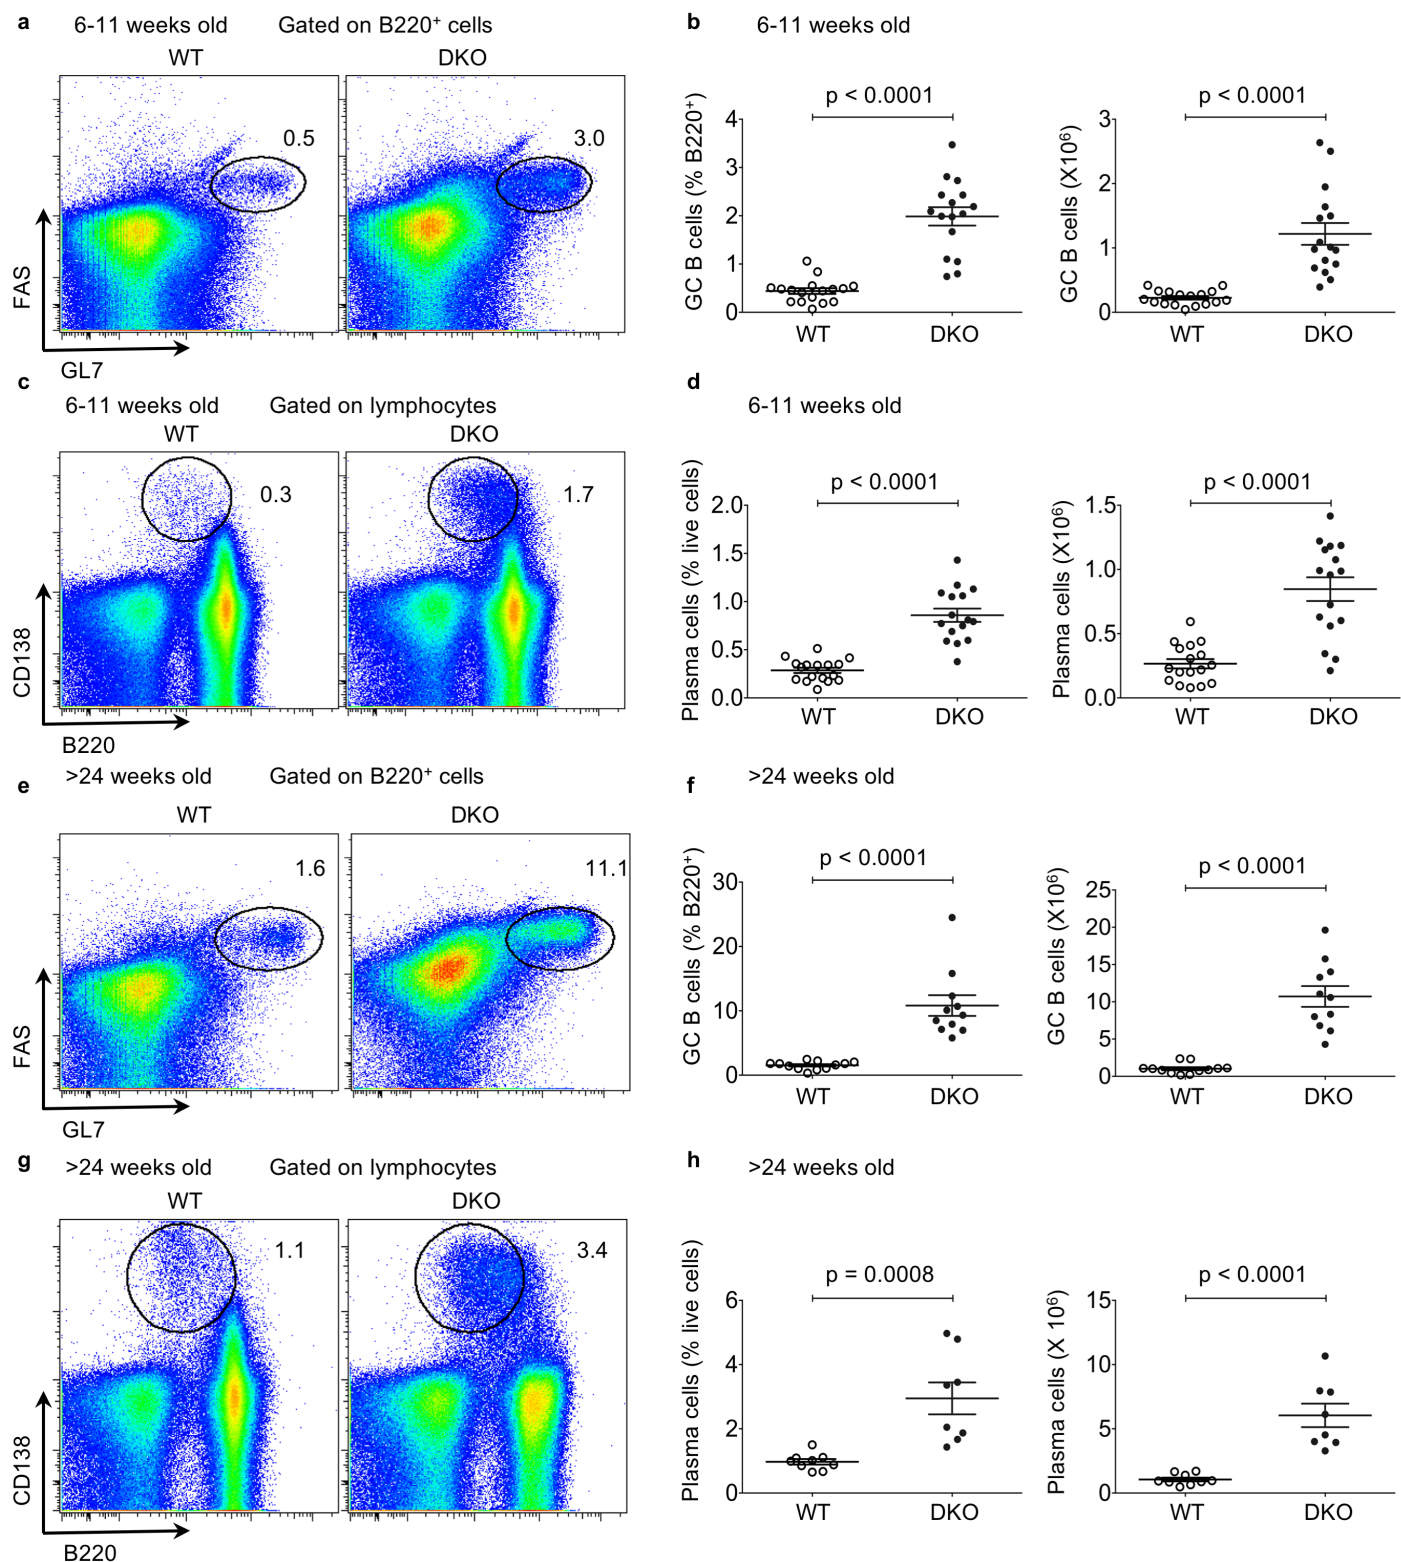 a 6-11 weeks old Gated on B220+ cells
WT DKO
0.5 3.0
FAS
GL7
b 6-11 weeks old
p < 0.0001
GC B cells (% B220+)
4
3
2
1
0
WT DKO
p < 0.0001
GC B cells (X10⁶)
3
2
1
0
WT DKO
c
6-11 weeks old Gated on lymphocytes
WT DKO
0.3 1.7
CD138
B220
d
6-11 weeks old
p < 0.0001
Plasma cells (% live cells)
2.0
1.5
1.0
0.5
0.0
WT DKO
p < 0.0001
Plasma cells (X10⁶)
1.5
1.0
0.5
0.0
WT DKO
e >24 weeks old Gated on B220+ cells
WT DKO
1.6 11.1
FAS
GL7
f >24 weeks old
p < 0.0001
GC B cells (% B220+)
30
20
10
0
WT DKO
p < 0.0001
GC B cells (X10⁶)
25
20
15
10
5
0
WT DKO
g >24 weeks old Gated on lymphocytes
WT DKO
1.1 3.4
CD138
B220
h >24 weeks old
p = 0.0008
Plasma cells (% live cells)
6
4
2
0
WT DKO
p < 0.0001
Plasma cells (X 10⁶)
15
10
5
0
WT DKO